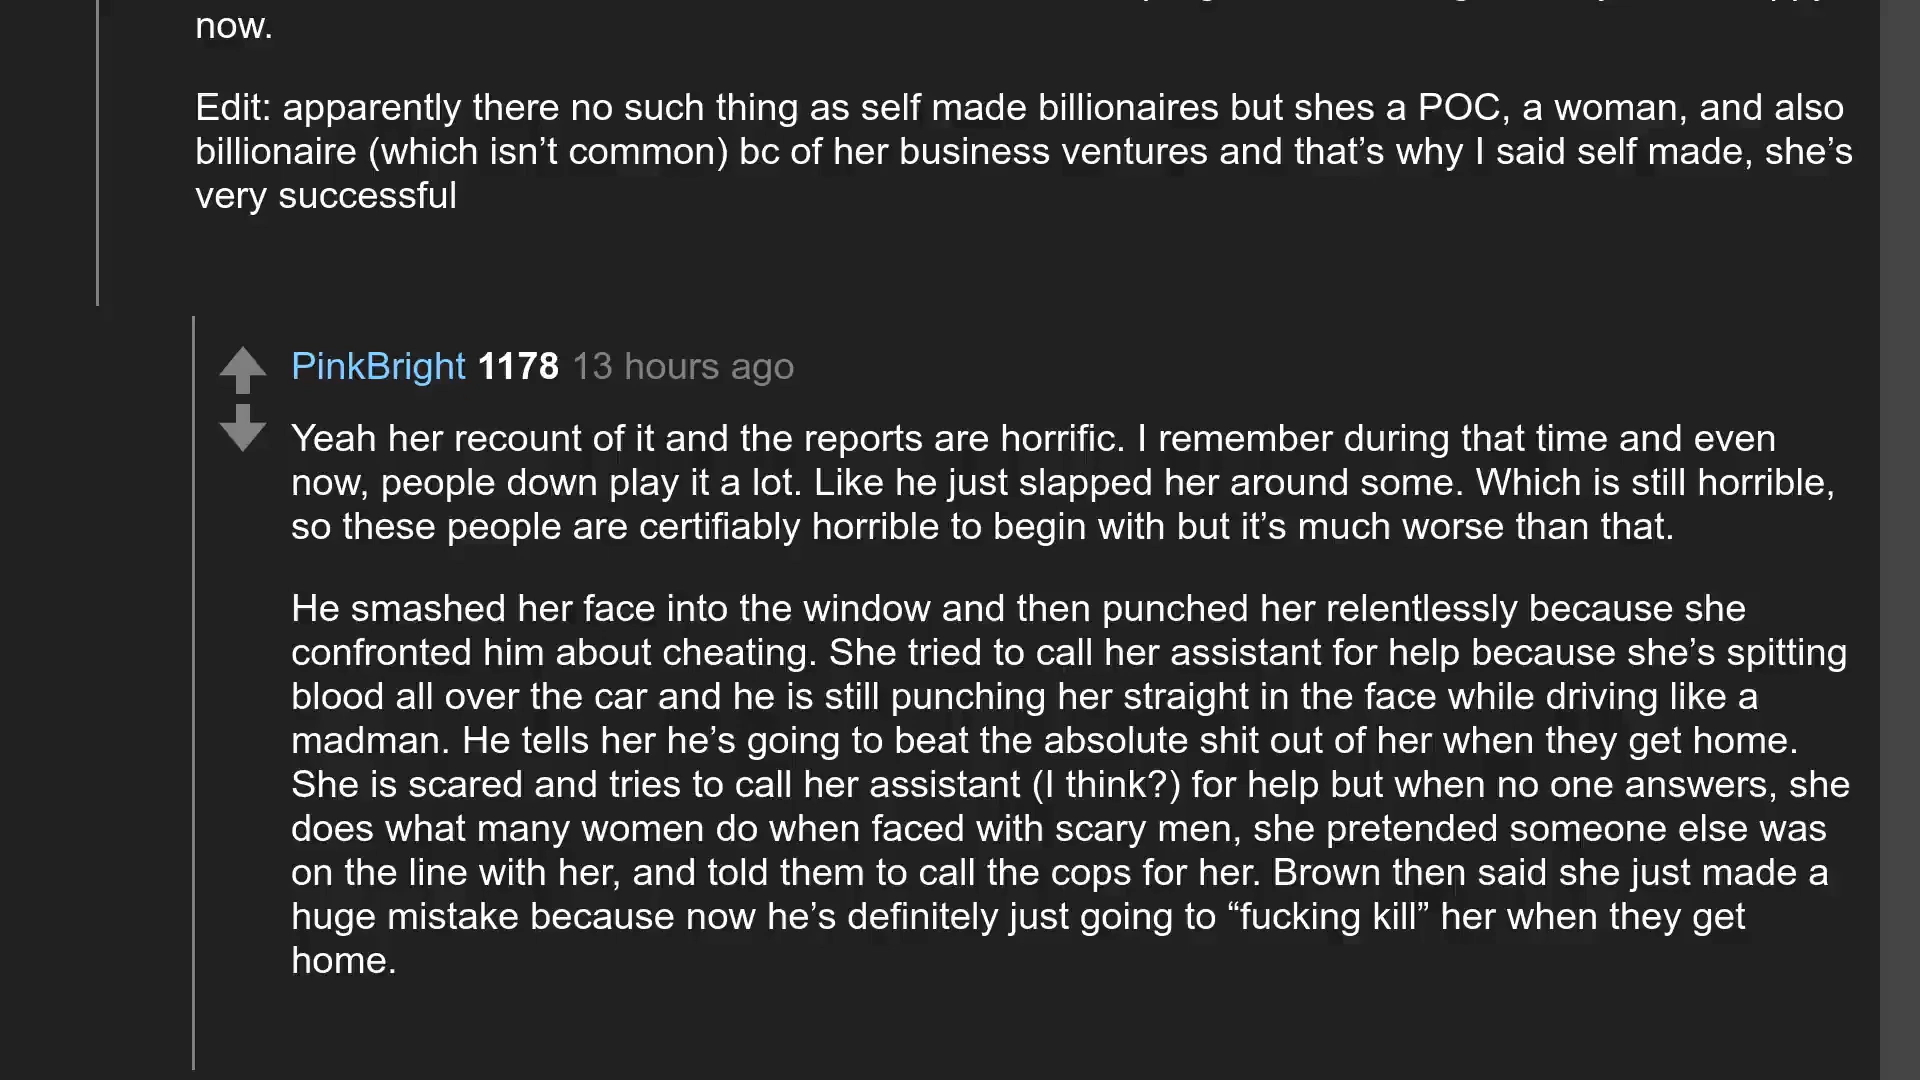 now.
Edit: apparently there no such thing as self made billionaires but shes a POC, a woman, and also
billionaire (which isn’t common) bc of her business ventures and that’s why I said self made, she’s
very successful
PinkBright 1178 13 hours ago
Yeah her recount of it and the reports are horrific. I remember during that time and even
now, people down play it a lot. Like he just slapped her around some. Which is still horrible,
so these people are certifiably horrible to begin with but it’s much worse than that.
He smashed her face into the window and then punched her relentlessly because she
confronted him about cheating. She tried to call her assistant for help because she’s spitting
blood all over the car and he is still punching her straight in the face while driving like a
madman. He tells her he’s going to beat the absolute shit out of her when they get home.
She is scared and tries to call her assistant (I think?) for help but when no one answers, she
does what many women do when faced with scary men, she pretended someone else was
on the line with her, and told them to call the cops for her. Brown then said she just made a
huge mistake because now he’s definitely just going to “fucking kill” her when they get
home.